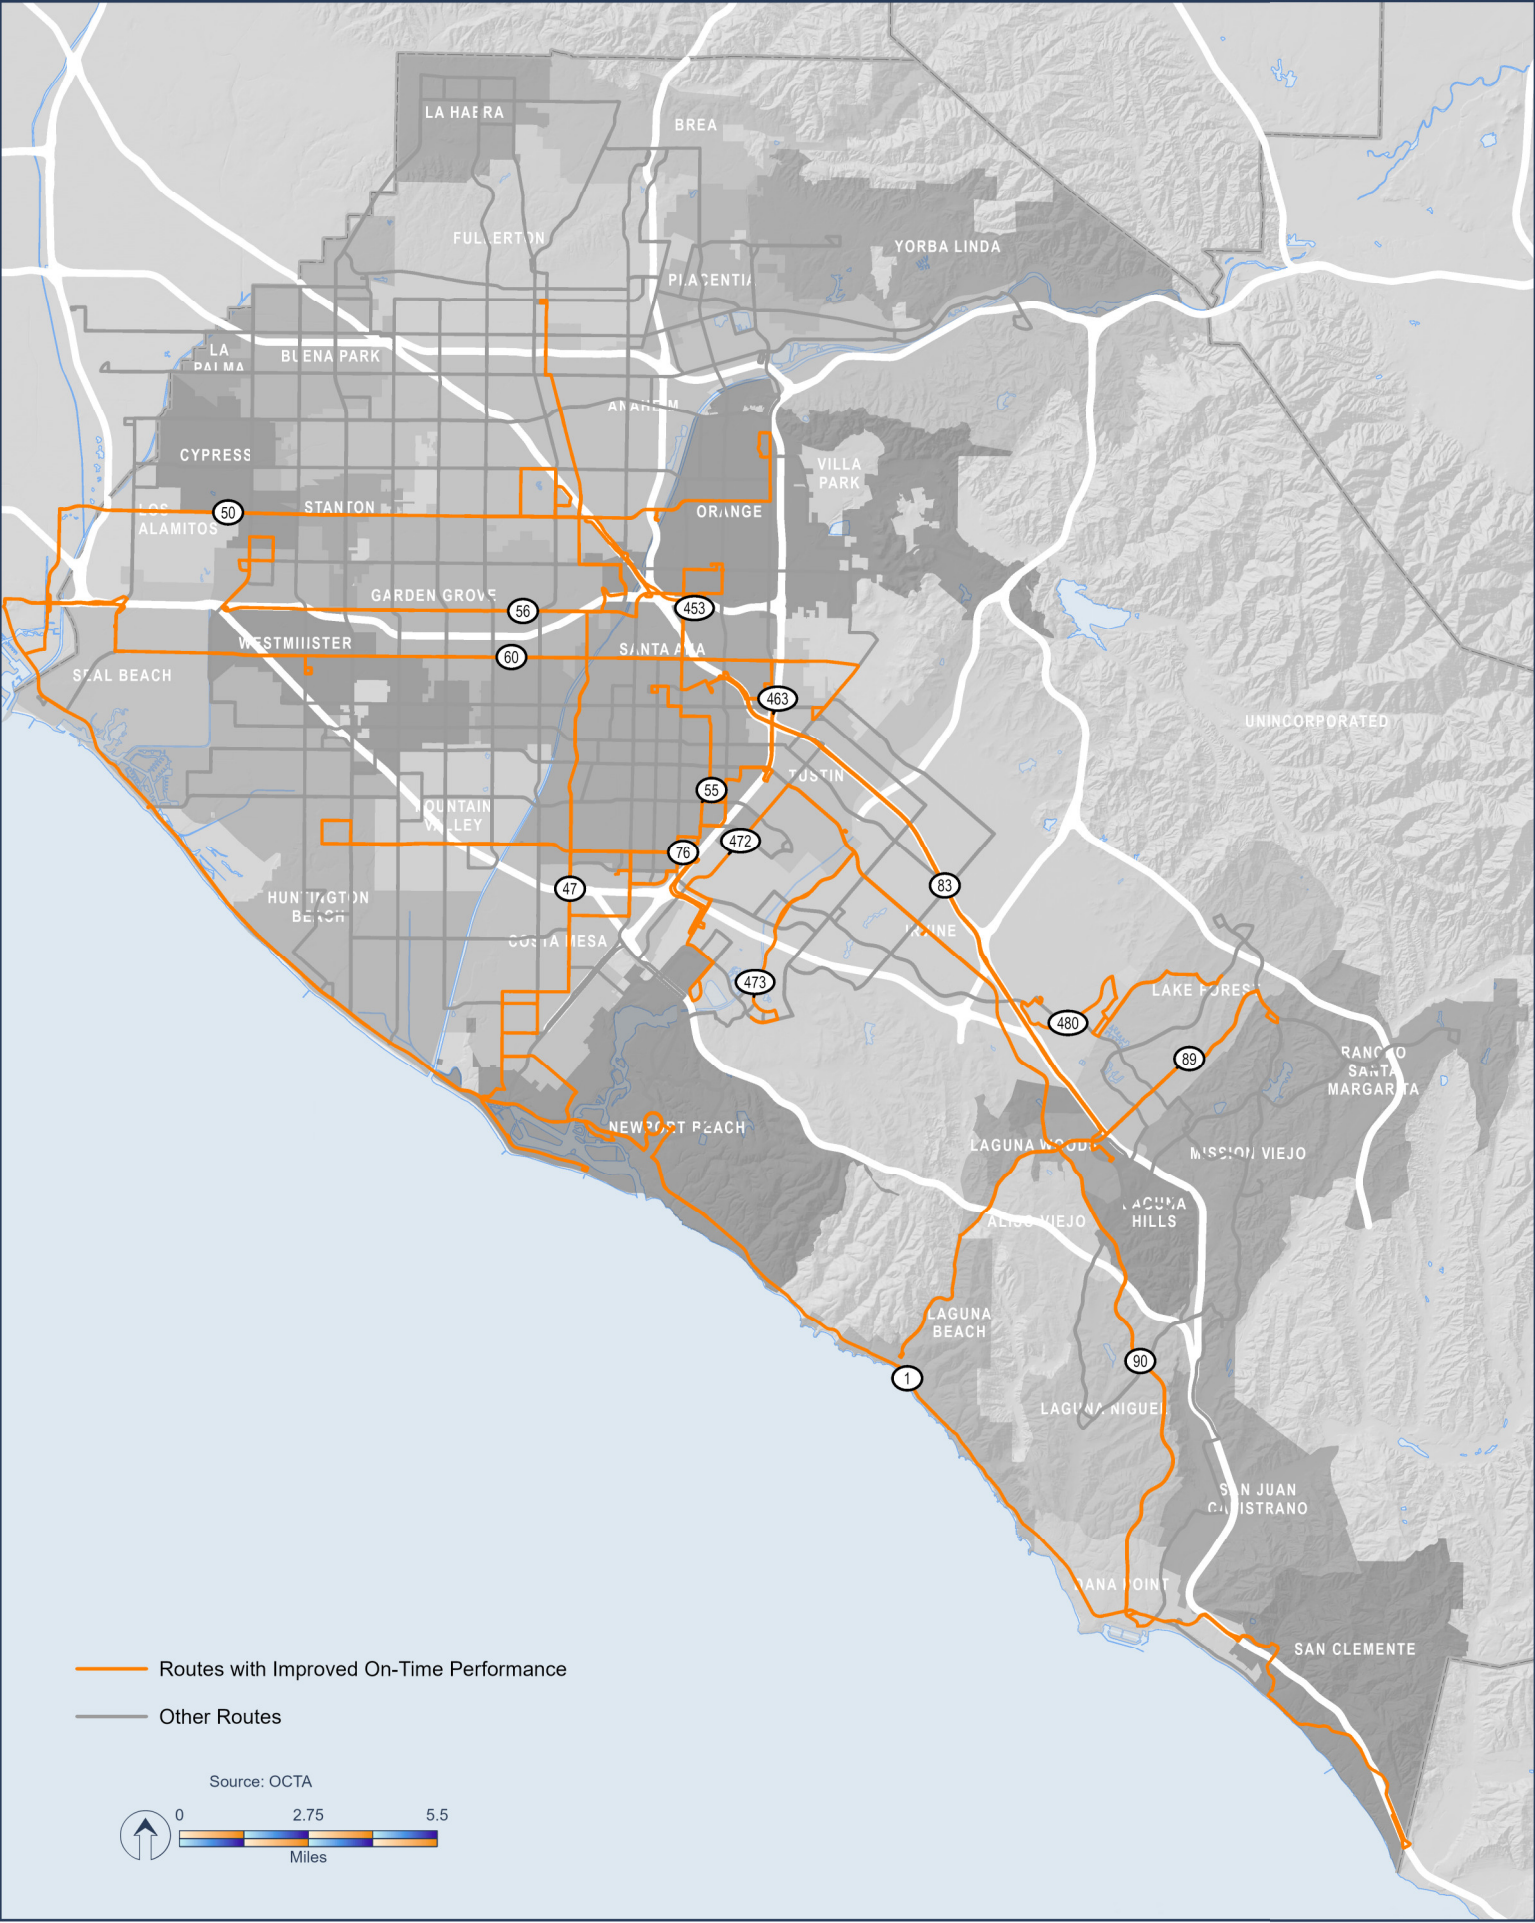 LA HABRA
BREA
FULLERTON
YORBA LINDA
PLACENTIA
LA
PALMA
BUENA PARK
ANAHEIM
CYPRESS
VILLA
PARK
LOS
ALAMITOS
50
STANTON
ORANGE
GARDEN GROVE
56
453
WESTMINSTER
60
SANTA ANA
SEAL BEACH
463
UNINCORPORATED
TUSTIN
55
FOUNTAIN
VALLEY
472
76
47
83
HUNTINGTON
BEACH
COSTA MESA
IRVINE
473
LAKE FOREST
480
89
RANCHO
SANTA
MARGARITA
NEWPORT BEACH
LAGUNA WOODS
MISSION VIEJO
LAGUNA
HILLS
ALISO VIEJO
LAGUNA
BEACH
90
1
LAGUNA NIGUEL
SAN JUAN
CAPISTRANO
DANA POINT
SAN CLEMENTE
Routes with Improved On-Time Performance
Other Routes
Source: OCTA
0 2.75 5.5
Miles